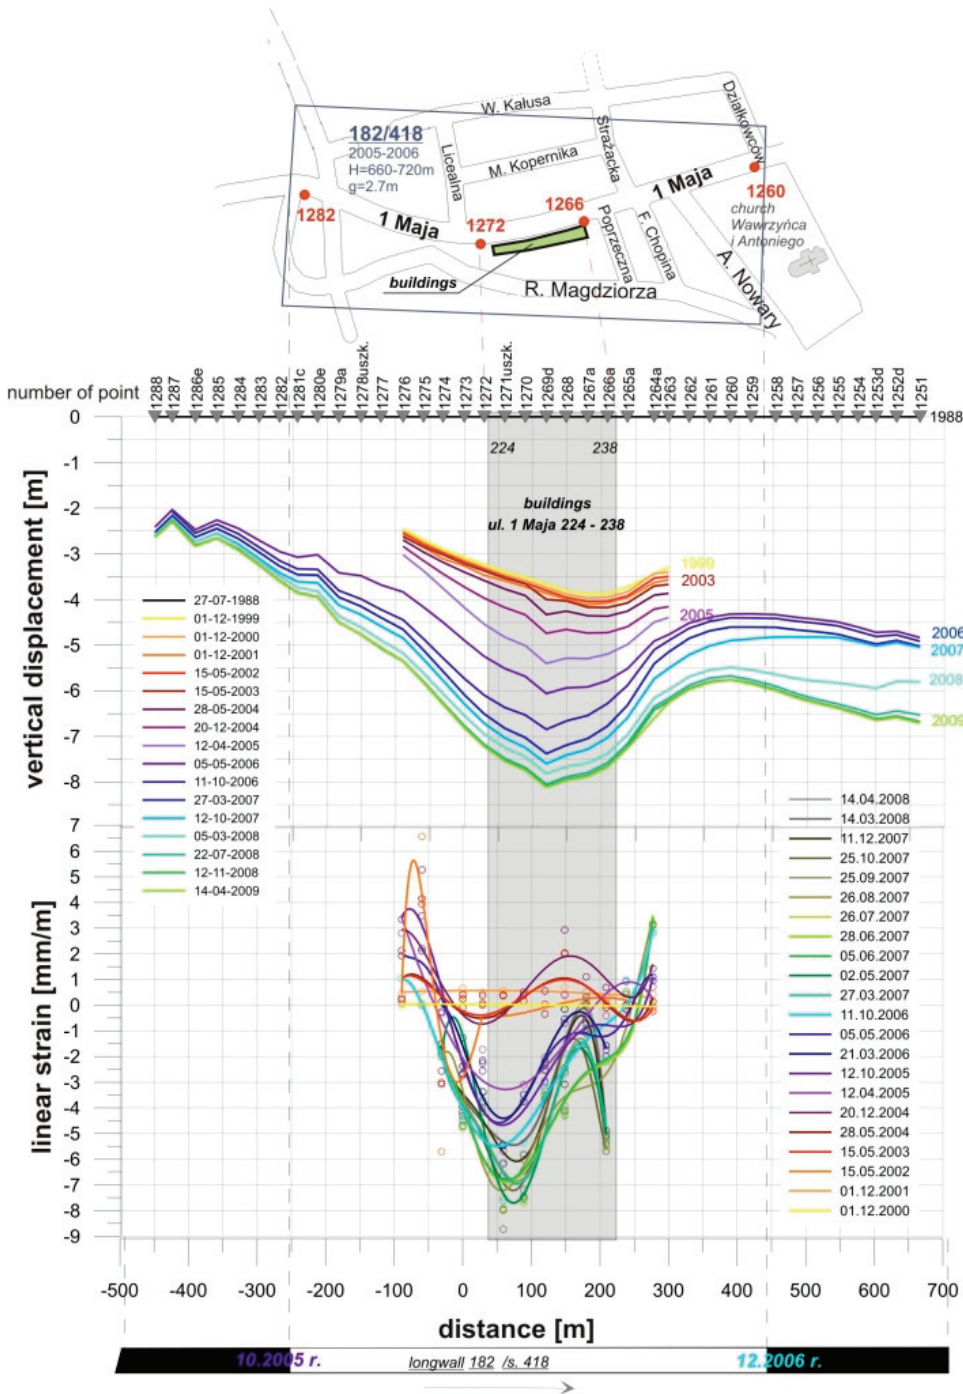 W. Kałusa
Działkowców
182/418
2005-2006
H=660-720m
g=2.7m
Licealna
M. Kopernika
Strażacka
1 Maja
1260
1282
1 Maja
1272
1266
Poprzeczna
F. Chopina
church
Wawrzyńca
i Antoniego
A. Nowary
buildings
R. Magdziorza
number of point
1288
1287
1286e
1285
1284
1283
1282
1281c
1280e
1279a
1278uszk.
1277
1276
1275
1274
1273
1272
1271uszk.
1270
1269d
1268
1267a
1266a
1265a
1264a
1263
1262
1261
1260
1259
1258
1257
1256
1255
1254
1253d
1252d
1251
1988
vertical displacement [m]
0
-1
-2
-3
-4
-5
-6
-7
-8
224
238
buildings
ul. 1 Maja 224 - 238
1999
2003
2005
2006
2007
2008
2009
27-07-1988
01-12-1999
01-12-2000
01-12-2001
15-05-2002
15-05-2003
28-05-2004
20-12-2004
12-04-2005
05-05-2006
11-10-2006
27-03-2007
12-10-2007
05-03-2008
22-07-2008
12-11-2008
14-04-2009
linear strain [mm/m]
7
6
5
4
3
2
1
0
-1
-2
-3
-4
-5
-6
-7
-8
-9
14.04.2008
14.03.2008
11.12.2007
25.10.2007
25.09.2007
26.08.2007
26.07.2007
28.06.2007
05.06.2007
02.05.2007
27.03.2007
11.10.2006
05.05.2006
21.03.2006
12.10.2005
12.04.2005
20.12.2004
28.05.2004
15.05.2003
15.05.2002
01.12.2001
01.12.2000
-500 -400 -300 -200 -100 0 100 200 300 400 500 600 700
distance [m]
10.2005 r. longwall 182 /s. 418 12.2006 r.